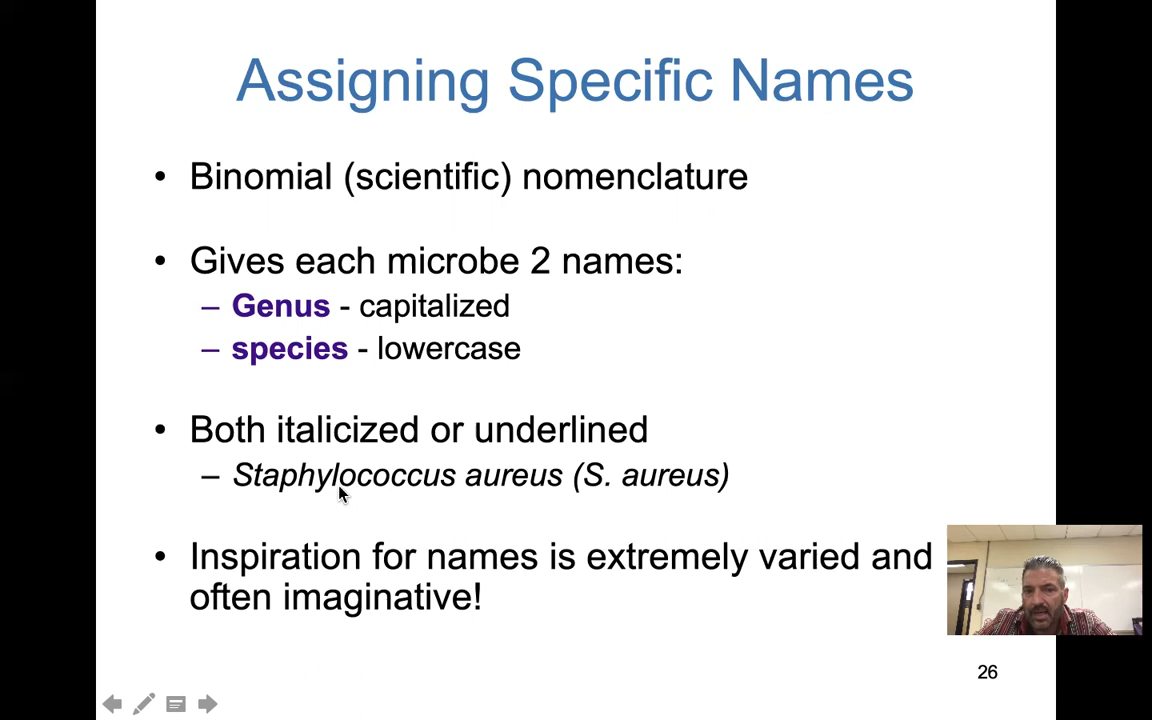 Assigning Specific Names
• Binomial (scientific) nomenclature
• Gives each microbe 2 names:
– Genus - capitalized
– species - lowercase
• Both italicized or underlined
– Staphylococcus aureus (S. aureus)
• Inspiration for names is extremely varied and
often imaginative!
26